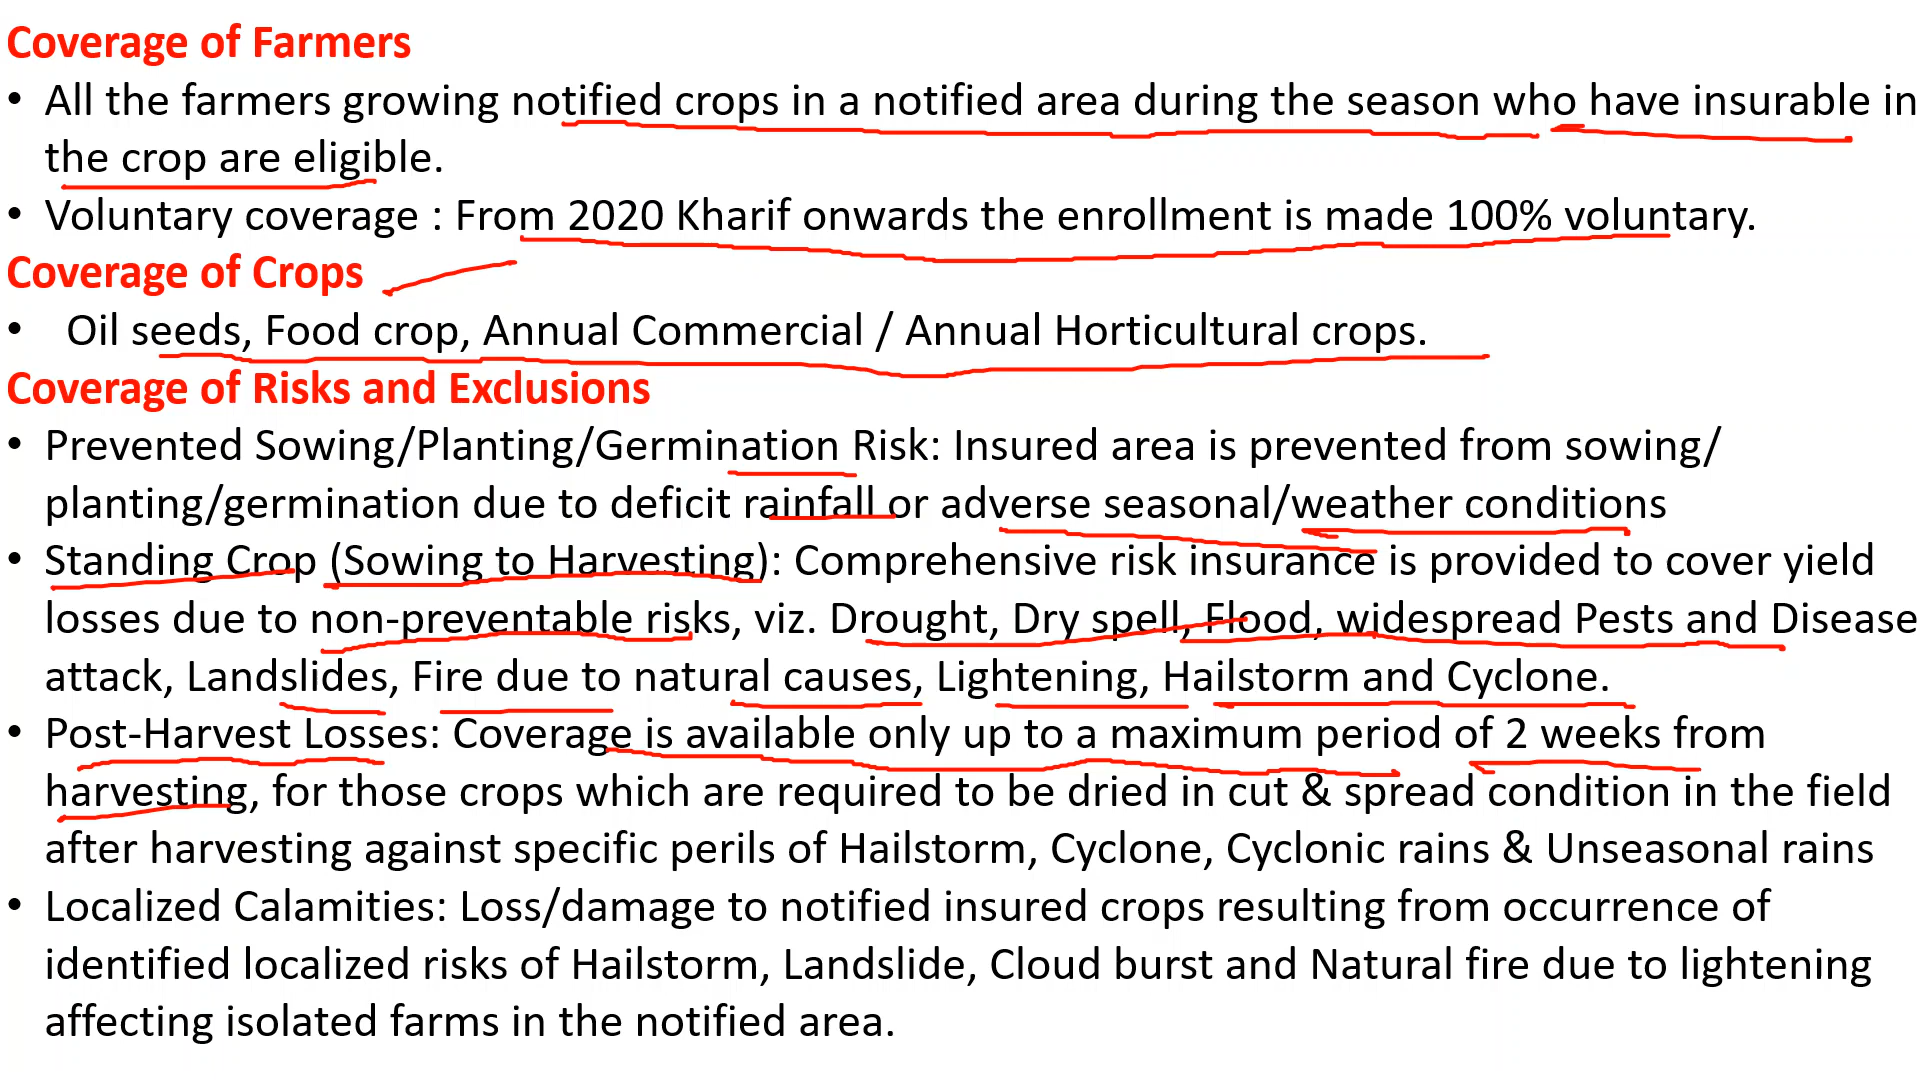 Coverage of Farmers
• All the farmers growing notified crops in a notified area during the season who have insurable in
the crop are eligible.
• Voluntary coverage : From 2020 Kharif onwards the enrollment is made 100% voluntary.
Coverage of Crops
• Oil seeds, Food crop, Annual Commercial / Annual Horticultural crops.
Coverage of Risks and Exclusions
• Prevented Sowing/Planting/Germination Risk: Insured area is prevented from sowing/
planting/germination due to deficit rainfall or adverse seasonal/weather conditions
• Standing Crop (Sowing to Harvesting): Comprehensive risk insurance is provided to cover yield
losses due to non-preventable risks, viz. Drought, Dry spell, Flood, widespread Pests and Disease
attack, Landslides, Fire due to natural causes, Lightening, Hailstorm and Cyclone.
• Post-Harvest Losses: Coverage is available only up to a maximum period of 2 weeks from
harvesting, for those crops which are required to be dried in cut & spread condition in the field
after harvesting against specific perils of Hailstorm, Cyclone, Cyclonic rains & Unseasonal rains
• Localized Calamities: Loss/damage to notified insured crops resulting from occurrence of
identified localized risks of Hailstorm, Landslide, Cloud burst and Natural fire due to lightening
affecting isolated farms in the notified area.